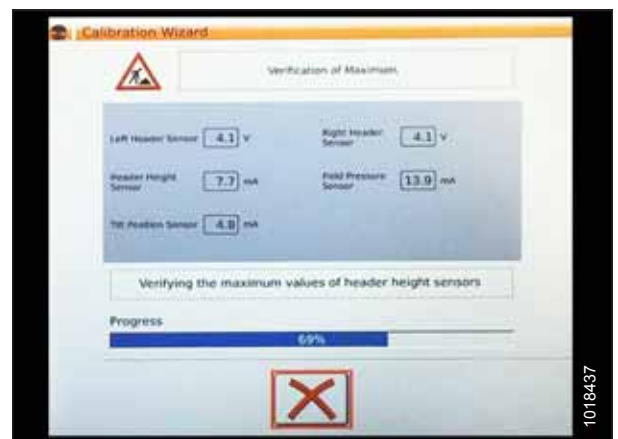 Calibration Wizard
Verification of Maximum
Left Header Sensor 4.1 V
Right Header
Sensor 4.1 V
Header Height
Sensor 7.7 mA
Field Pressure
Sensor 13.9 mA
Tilt Position Sensor 4.8 mA
Verifying the maximum values of header height sensors
Progress
69%
1018437